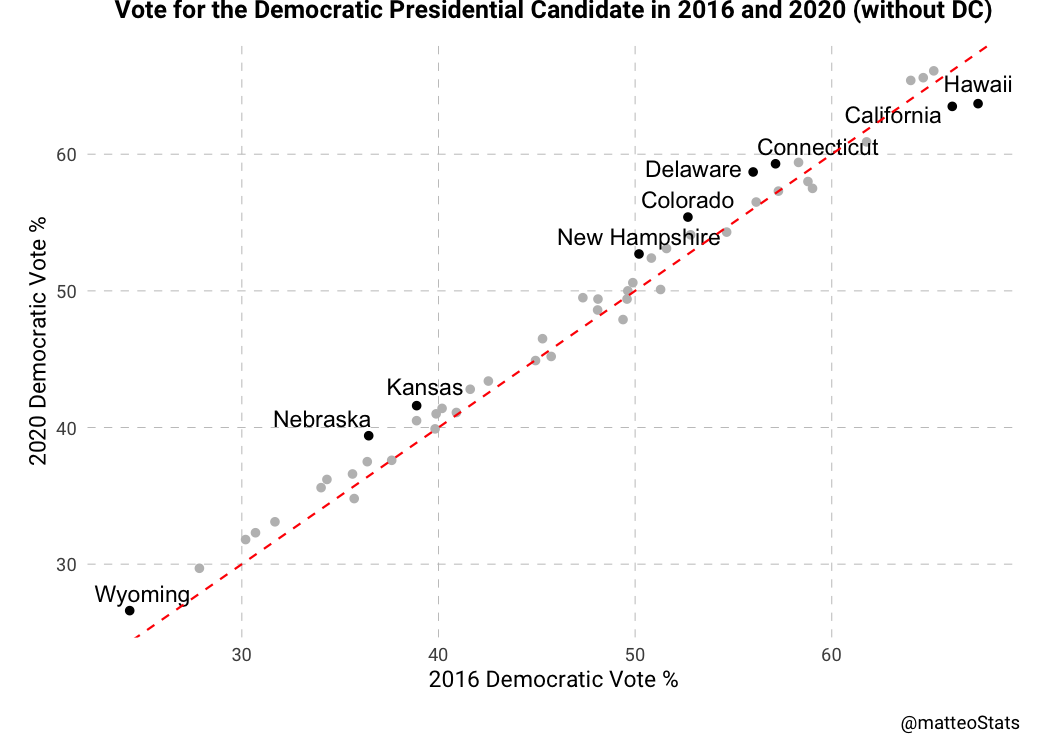 Vote for the Democratic Presidential Candidate in 2016 and 2020 (without DC)
Hawaii
California
60
Connecticut
Delaware
Colorado
New Hampshire
50
Kansas
Nebraska
40
30
Wyoming
2020 Democratic Vote %
30 40 50 60
2016 Democratic Vote %
@matteoStats